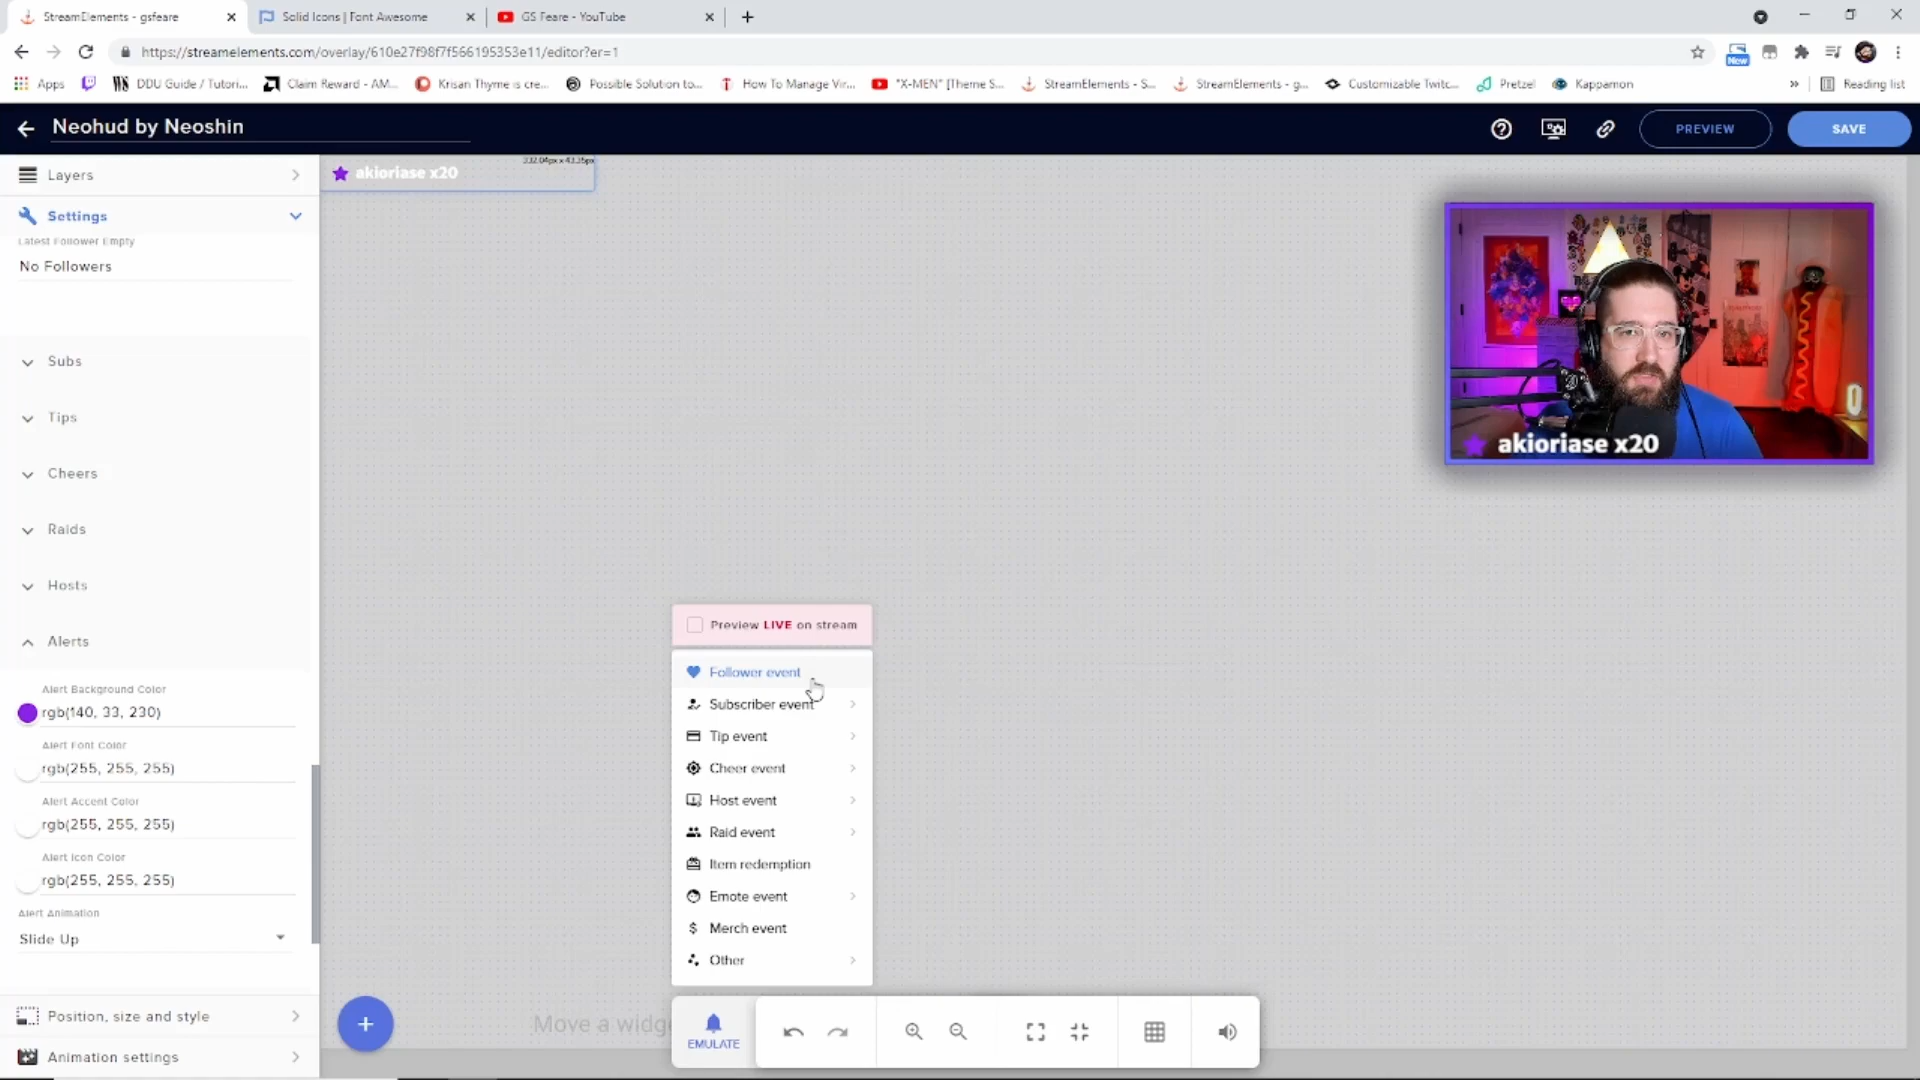 StreamElements - gsfeare
Solid Icons | Font Awesome
GS Feare - YouTube
https://streamelements.com/overlay/610e27f98f7f566195353e11/editor?er=1
New
Apps
DDU Guide / Tutori...
Claim Reward - AM...
Krisan Thyme is cre...
Possible Solution to...
How To Manage Vir...
"X-MEN" [Theme S...
StreamElements - S...
StreamElements - g...
Customizable Twitc...
Pretzel
Kappamon
»
Reading list
Neohud by Neoshin
PREVIEW
SAVE
Layers
332.04px x 43.35px
akioriase x20
Settings
Latest Follower Empty
No Followers
Subs
Tips
Cheers
akioriase x20
Raids
Hosts
Alerts
Preview LIVE on stream
Follower event
Subscriber event
Tip event
Cheer event
Host event
Raid event
Item redemption
Emote event
Merch event
Other
Alert Background Color
rgb(140, 33, 230)
Alert Font Color
rgb(255, 255, 255)
Alert Accent Color
rgb(255, 255, 255)
Alert Icon Color
rgb(255, 255, 255)
Alert Animation
Slide Up
Position, size and style
Move a
EMULATE
Animation settings